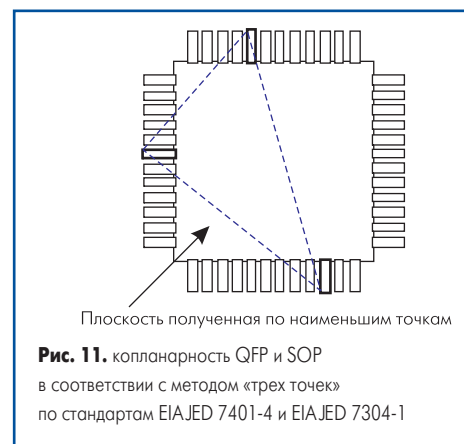 Плоскость полученная по наименьшим точкам
Рис. 11. копланарность QFP и SOP
в соответствии с методом «трех точек»
по стандартам EIAJED 7401-4 и EIAJED 7304-1